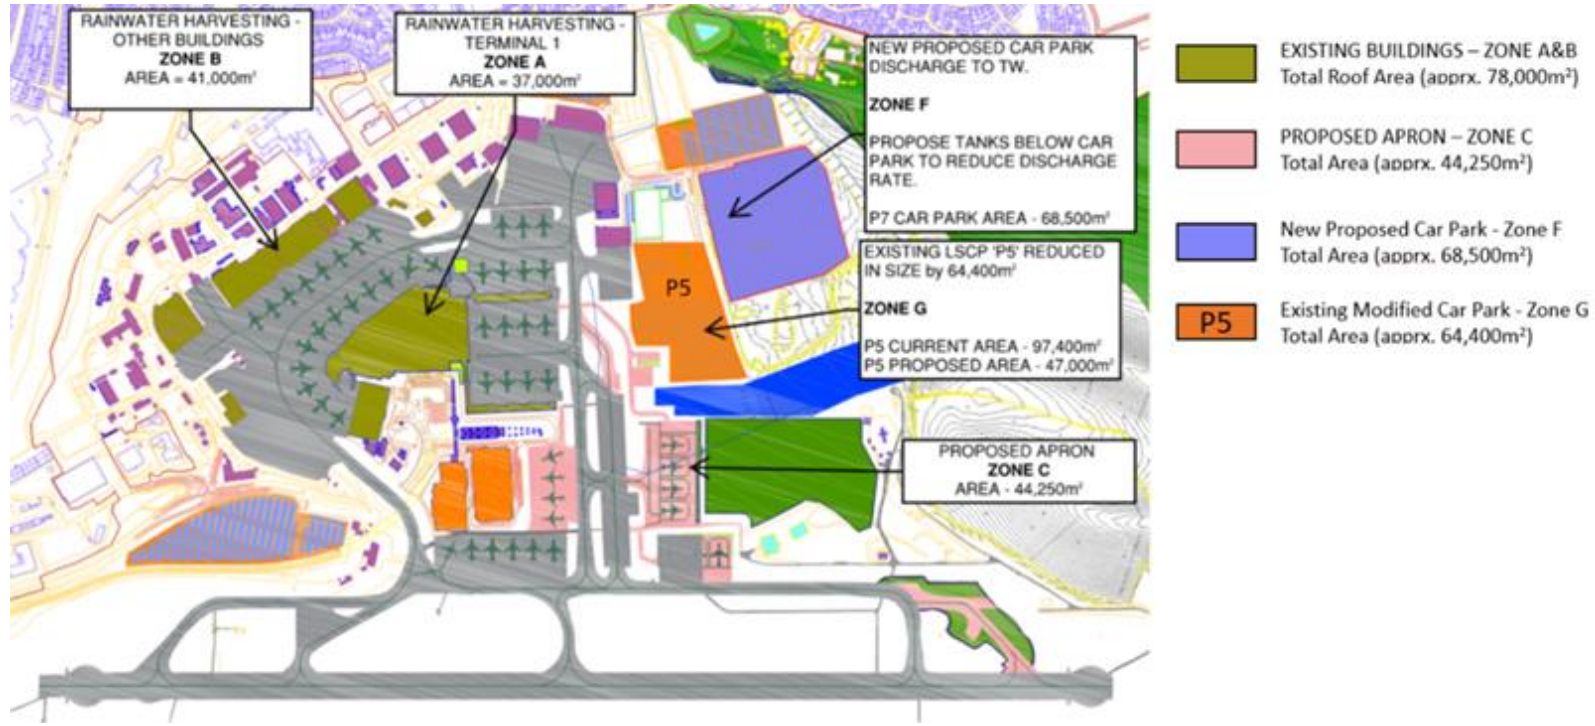 RAINWATER HARVESTING -
OTHER BUILDINGS
ZONE B
AREA = 41,000m²
RAINWATER HARVESTING -
TERMINAL 1
ZONE A
AREA = 37,000m²
NEW PROPOSED CAR PARK
DISCHARGE TO TW.
ZONE F
PROPOSE TANKS BELOW CAR
PARK TO REDUCE DISCHARGE
RATE.
P7 CAR PARK AREA - 68,500m²
EXISTING LSCP 'P5' REDUCED
IN SIZE by 64,400m²
ZONE G
P5 CURRENT AREA - 97,400m²
P5 PROPOSED AREA - 47,000m²
P5
PROPOSED APRON
ZONE C
AREA - 44,250m²
EXISTING BUILDINGS – ZONE A&B
Total Roof Area (apprx. 78,000m²)
PROPOSED APRON – ZONE C
Total Area (apprx. 44,250m²)
New Proposed Car Park - Zone F
Total Area (apprx. 68,500m²)
P5
Existing Modified Car Park - Zone G
Total Area (apprx. 64,400m²)